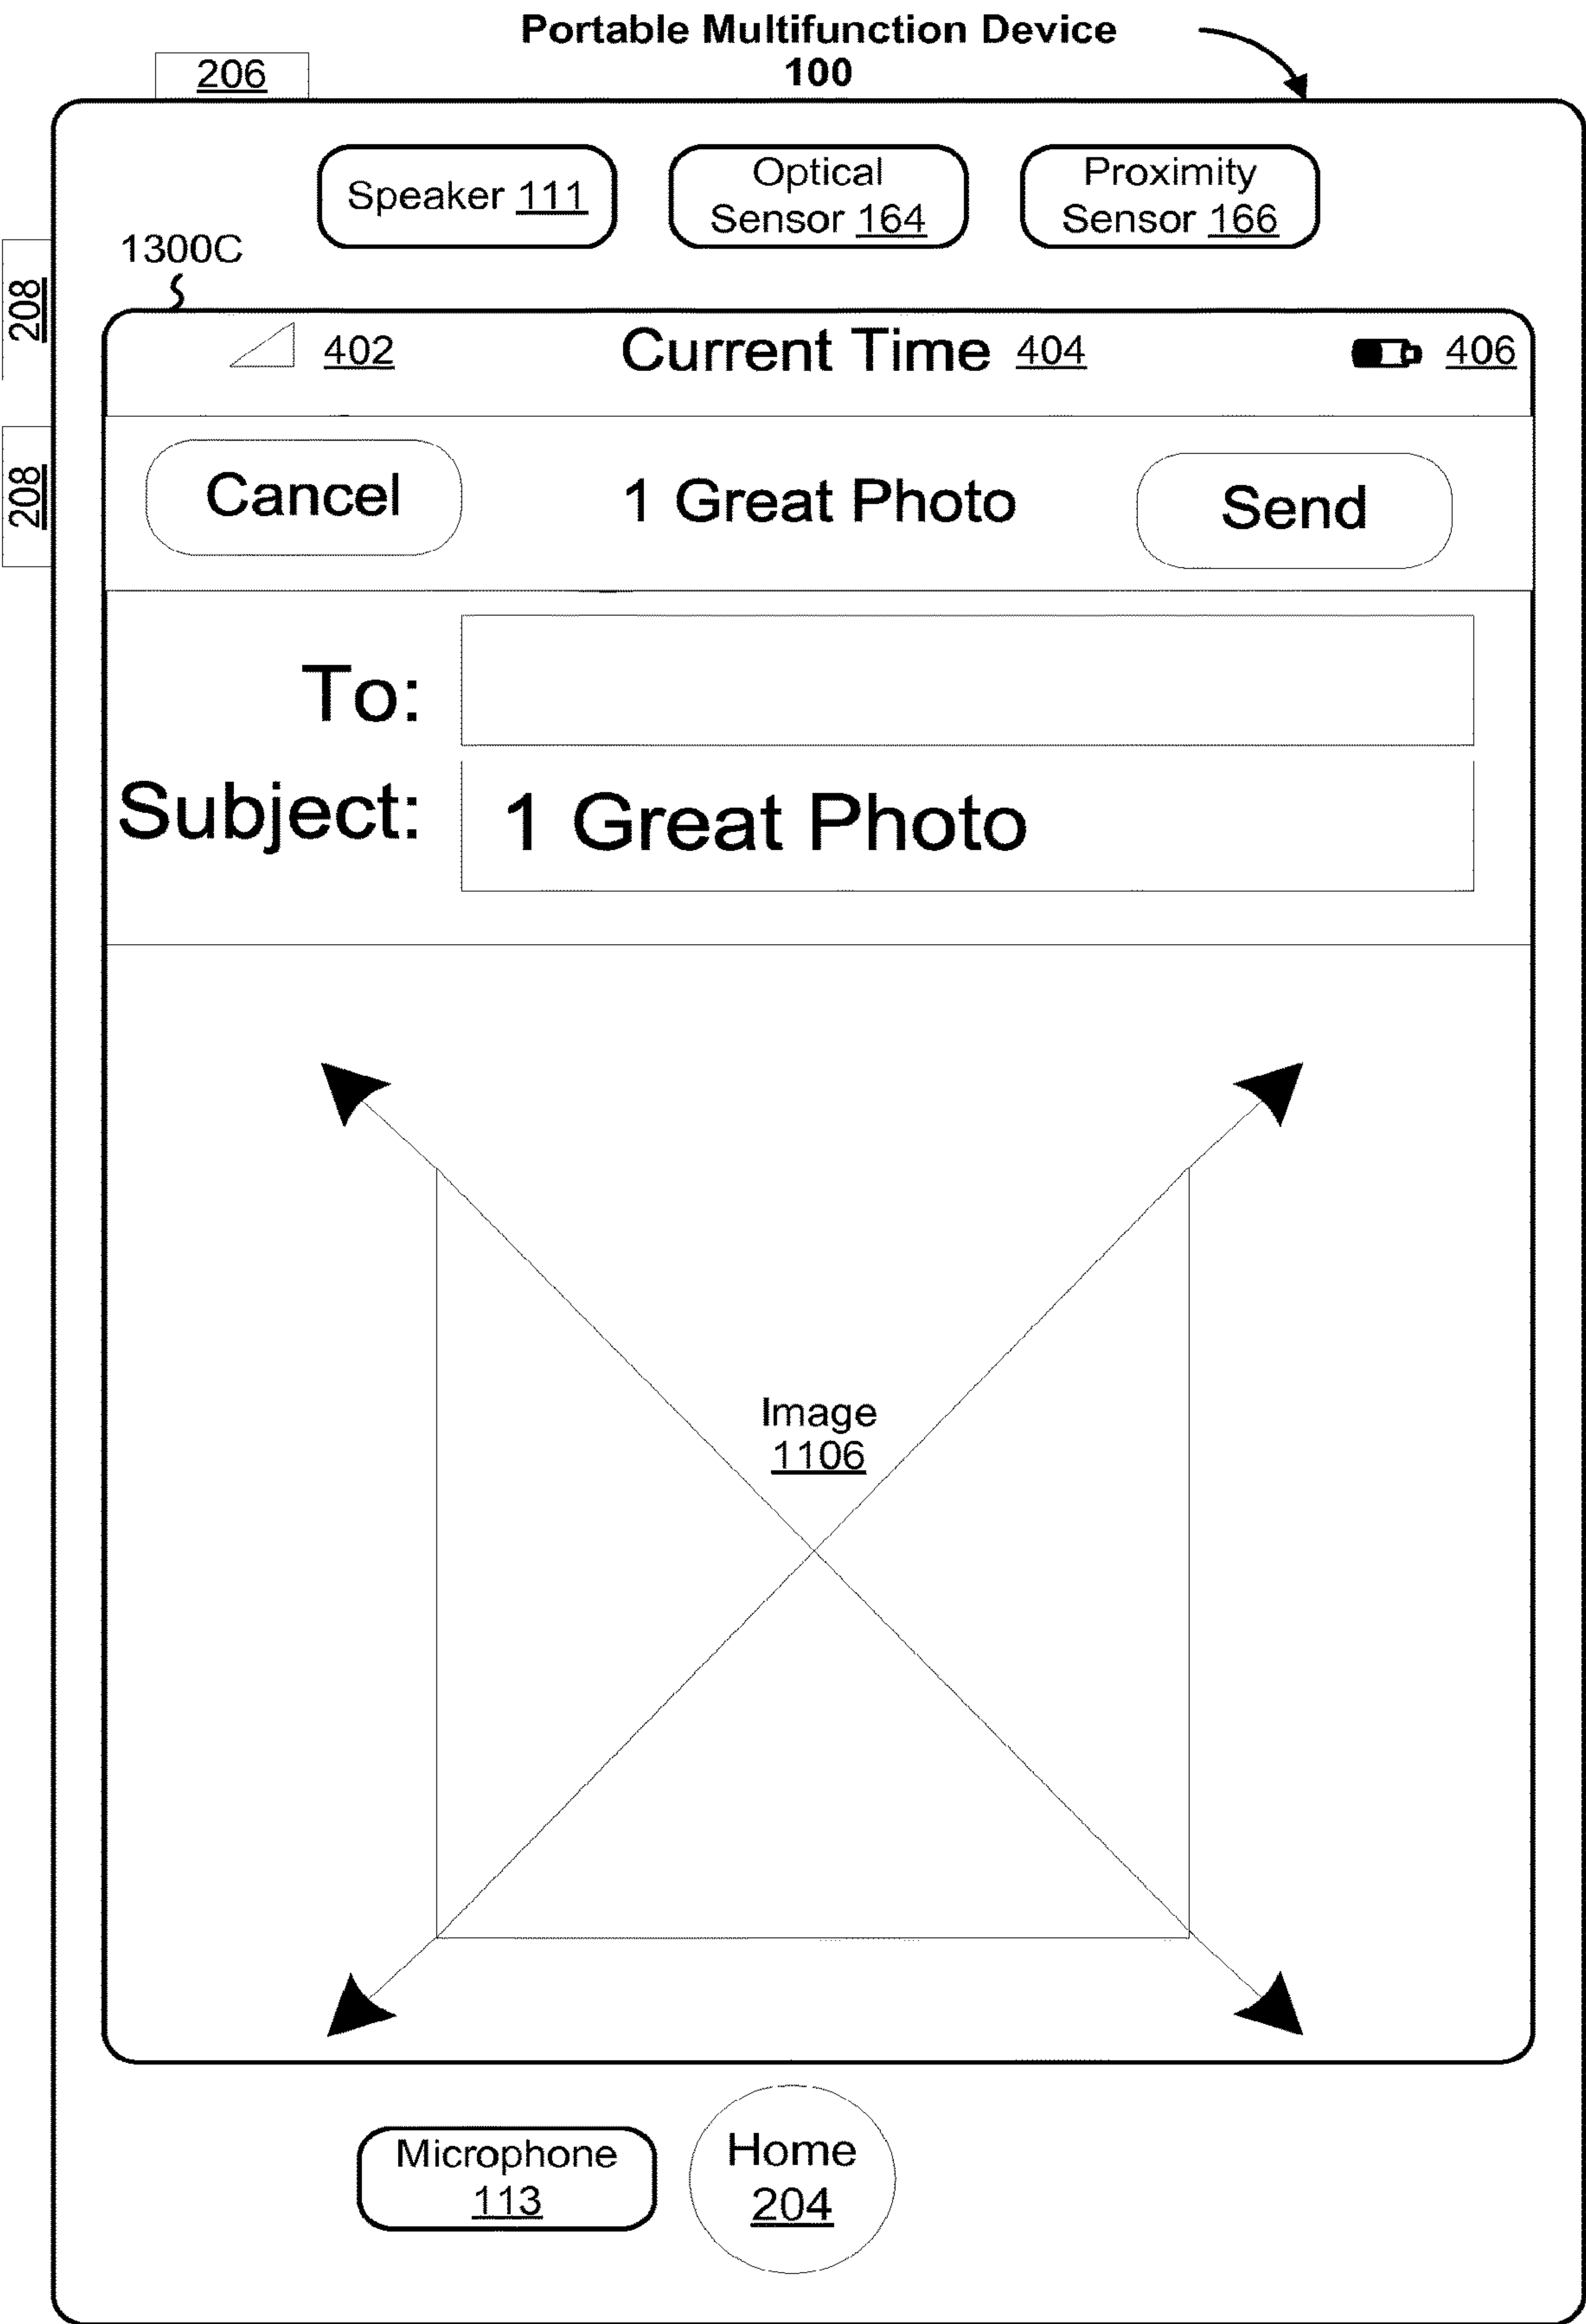 Portable Multifunction Device
100
206
Speaker 111
Optical
Sensor 164
Proximity
Sensor 166
1300C
208
208
402
Current Time 404
406
Cancel
1 Great Photo
Send
To:
Subject:
1 Great Photo
Image
1106
Microphone
113
Home
204